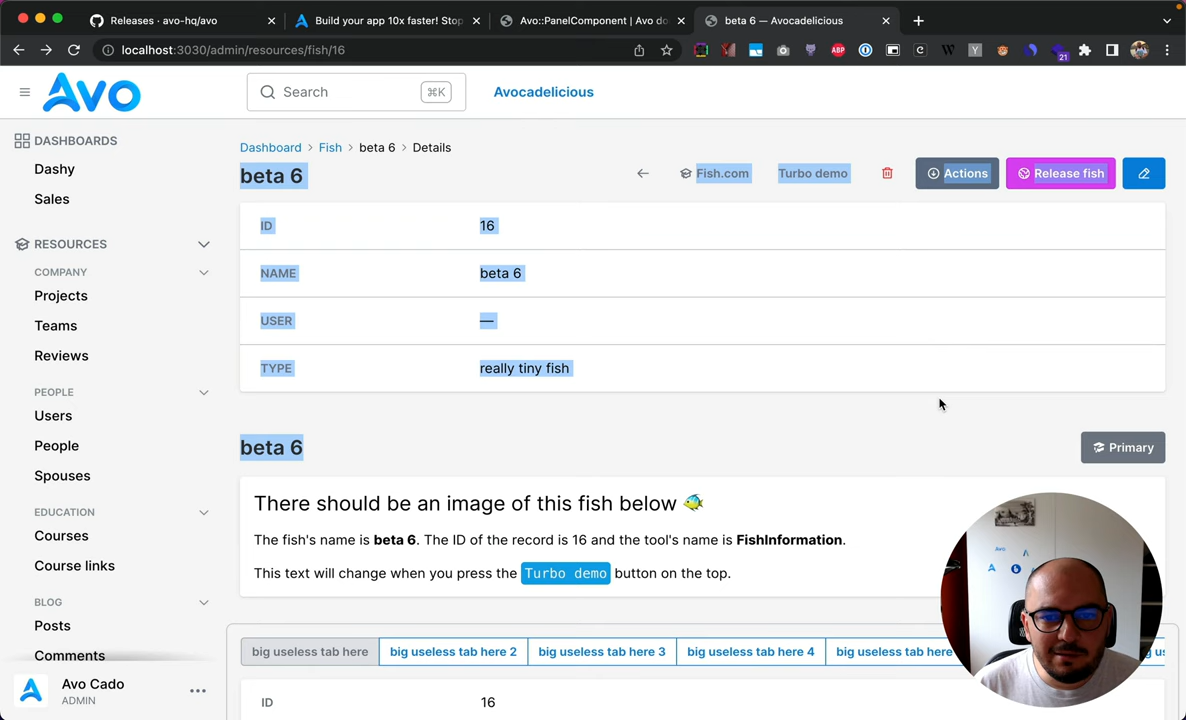 Releases · avo-hq/avo
Build your app 10x faster! Stop
Avo::PanelComponent | Avo do
beta 6 — Avocadelicious
localhost:3030/admin/resources/fish/16
ABP
C
W
Y
21
Avo
Search
⌘K
Avocadelicious
DASHBOARDS
Dashy
Sales
RESOURCES
COMPANY
Projects
Teams
Reviews
PEOPLE
Users
People
Spouses
EDUCATION
Courses
Course links
BLOG
Posts
Comments
Avo Cado
ADMIN
Dashboard > Fish > beta 6 > Details
beta 6
Fish.com
Turbo demo
Actions
Release fish
ID 16
NAME beta 6
USER —
TYPE really tiny fish
beta 6
Primary
There should be an image of this fish below 🐠
The fish's name is beta 6. The ID of the record is 16 and the tool's name is FishInformation.
This text will change when you press the Turbo demo button on the top.
big useless tab here
big useless tab here 2
big useless tab here 3
big useless tab here 4
big useless tab here
ID 16